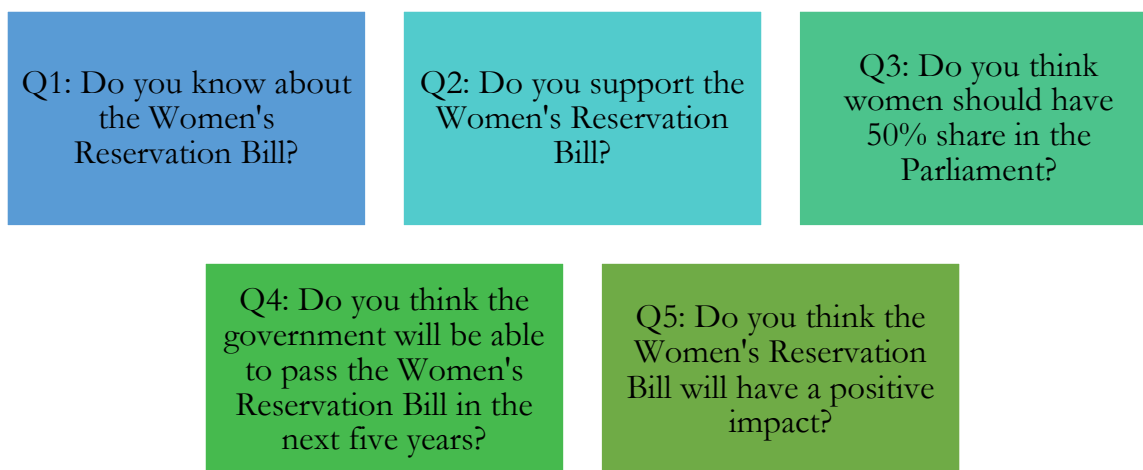 Q1: Do you know about
the Women's
Reservation Bill?
Q2: Do you support the
Women's Reservation
Bill?
Q3: Do you think
women should have
50% share in the
Parliament?
Q4: Do you think the
government will be able
to pass the Women's
Reservation Bill in the
next five years?
Q5: Do you think the
Women's Reservation
Bill will have a positive
impact?